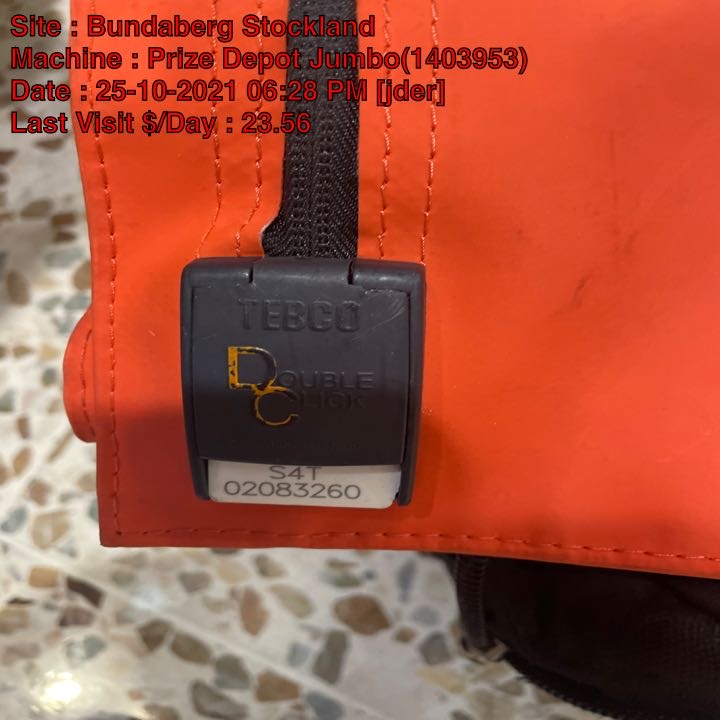 Site : Bundaberg Stockland
Machine : Prize Depot Jumbo(1403953)
Date : 25-10-2021 06:28 PM [jder]
Last Visit $/Day : 23.56
TEBCO
DOUBLE
CLICK
S4T
02083260